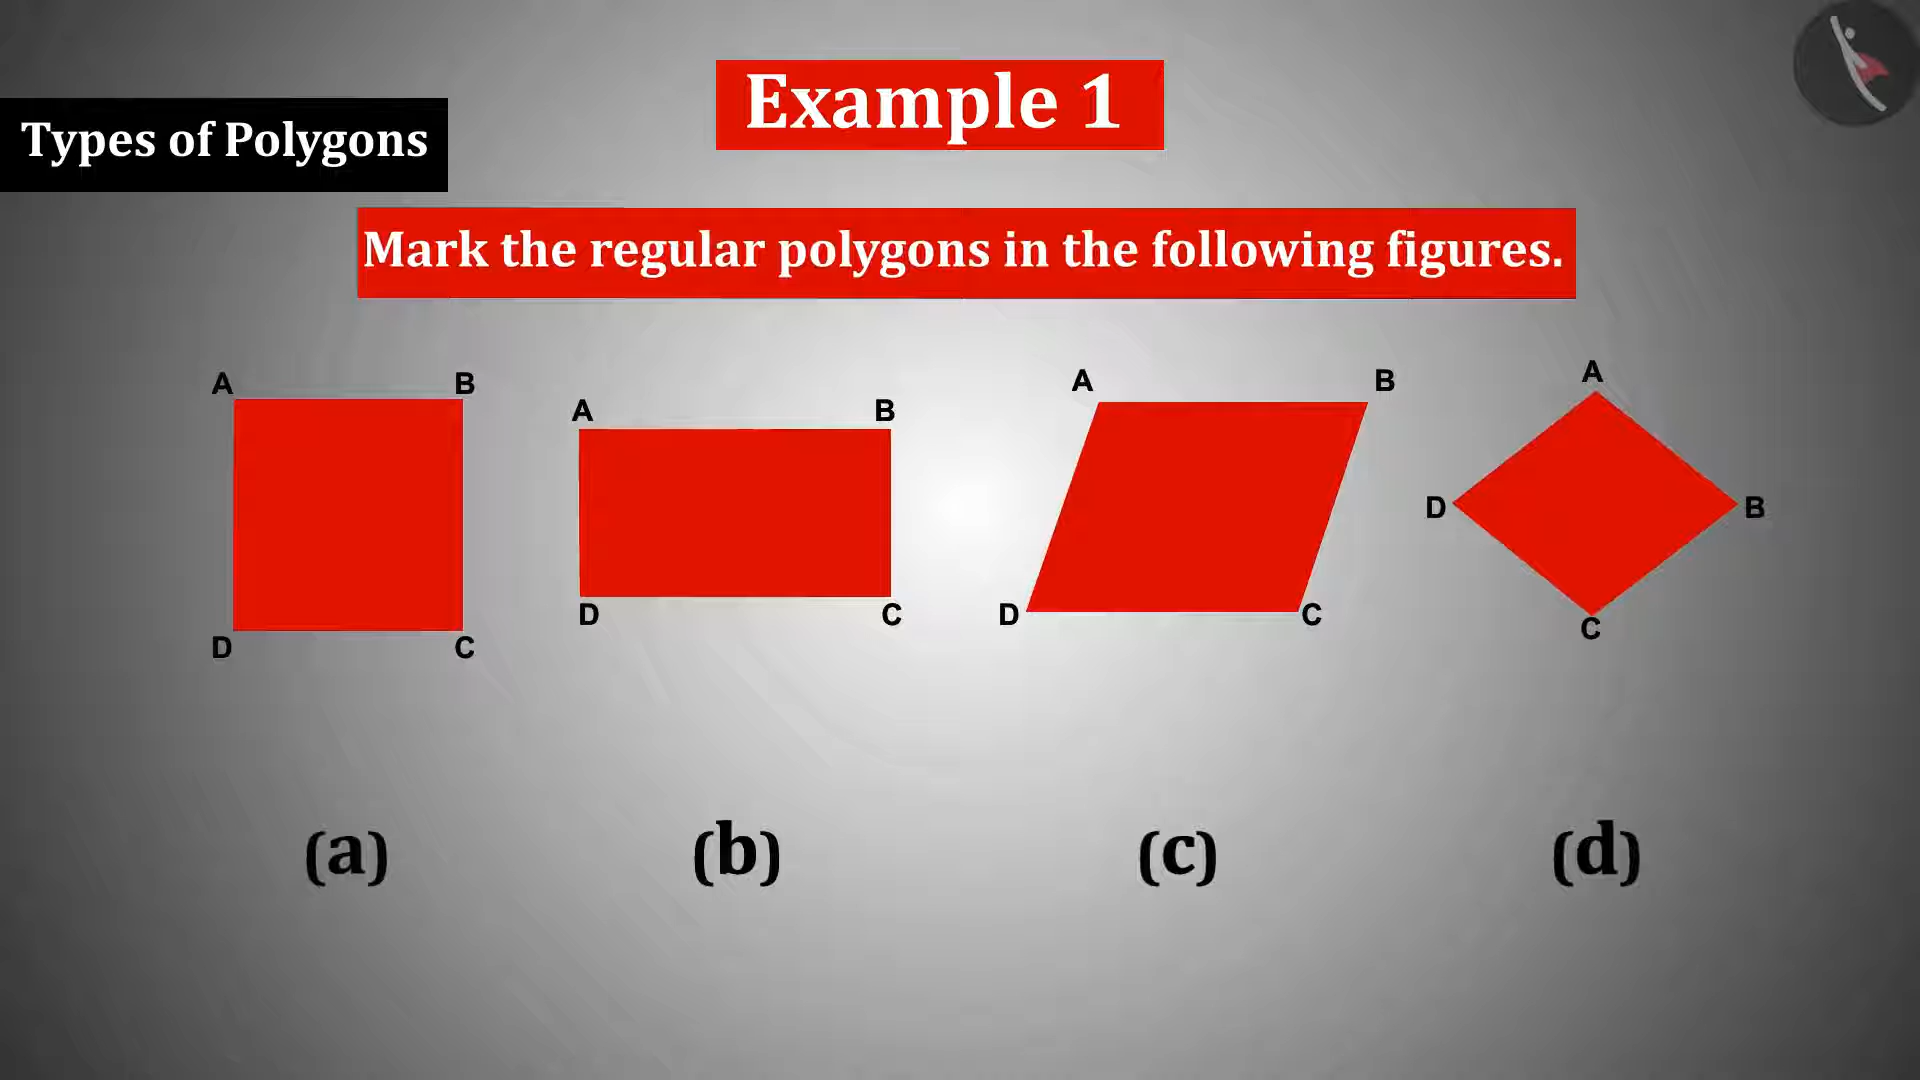 Example 1
Types of Polygons
Mark the regular polygons in the following figures.
A B
D C
A B
D C
A B
D C
A
D B
C
(a) (b) (c) (d)